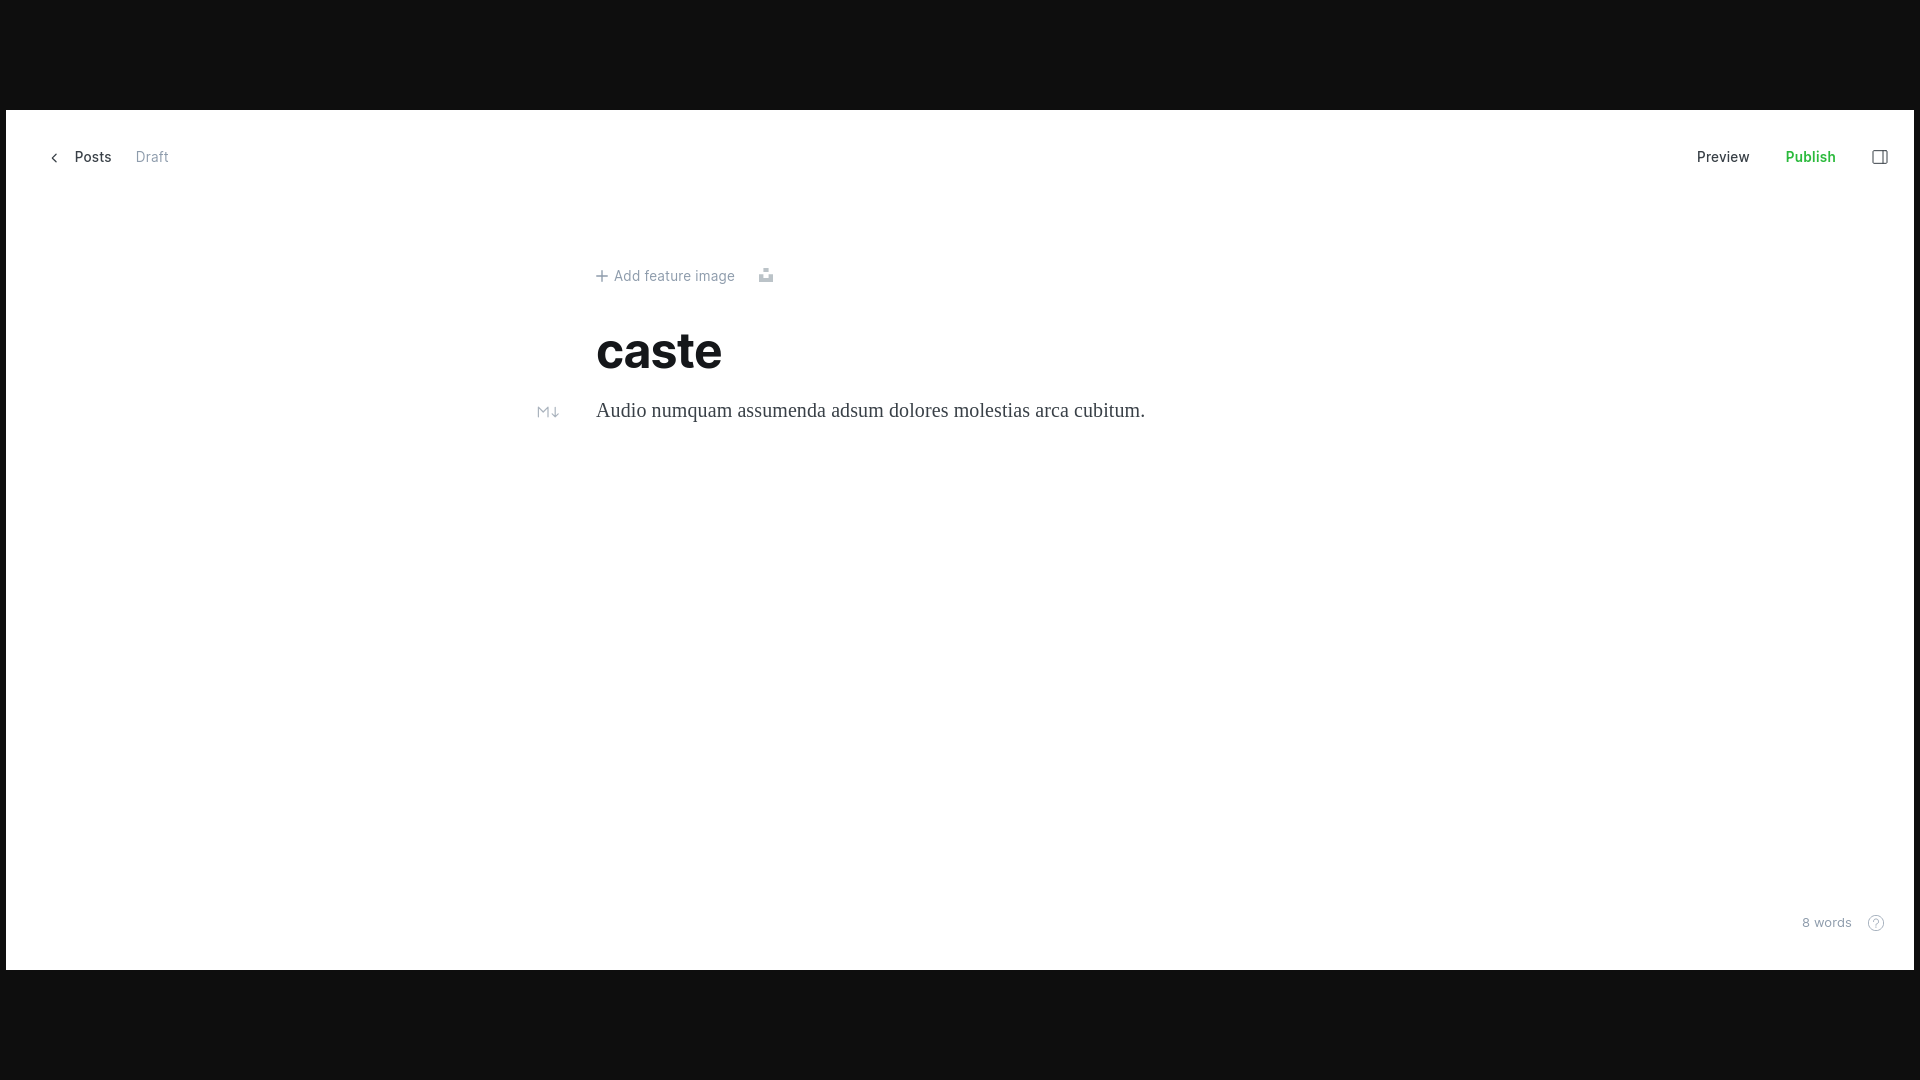 Posts Draft Preview Publish
Add feature image
caste
Audio numquam assumenda adsum dolores molestias arca cubitum.
8 words